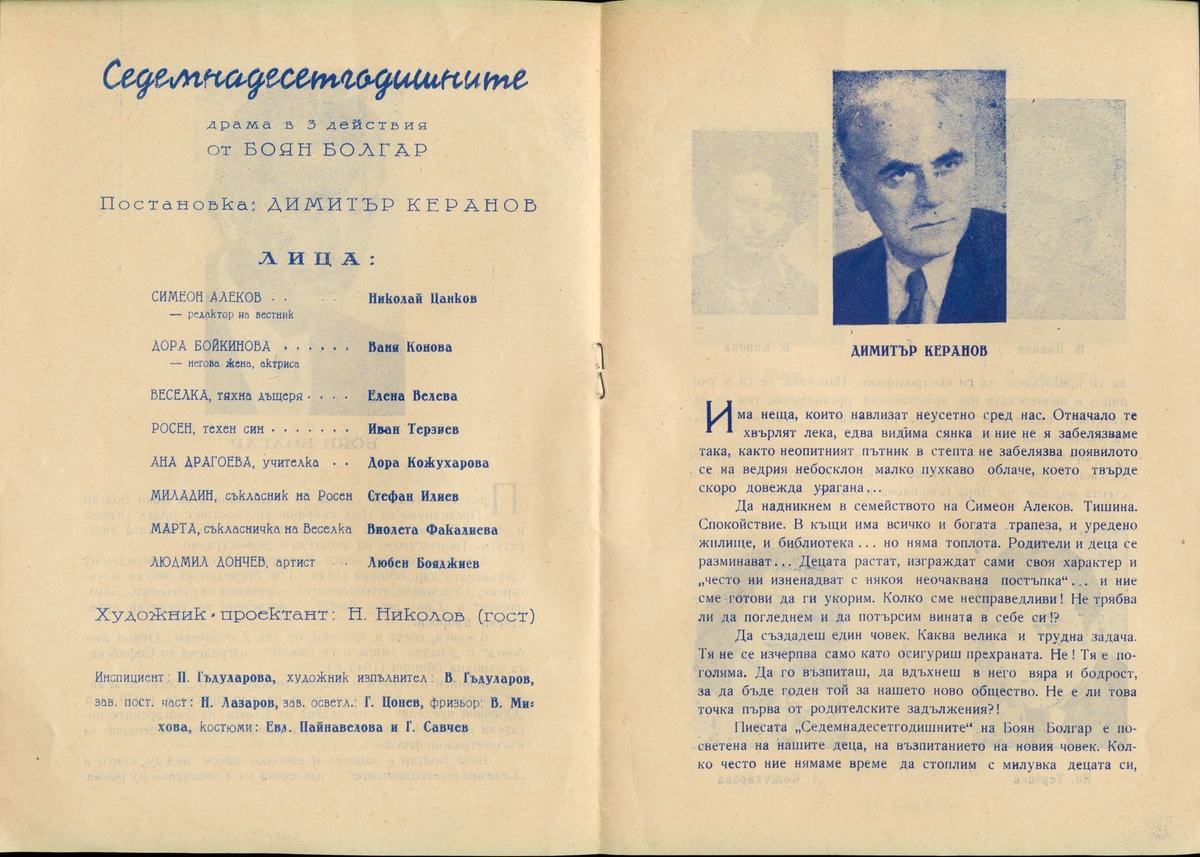 Седемнадесетгодишните
драма в 3 действия
от БОЯН БОЛГАР
Постановка: ДИМИТЪР КЕРАНОВ
ЛИЦА:
СИМЕОН АЛЕКОВ . . Николай Цанков
— редактор на вестник
ДОРА БОЙКИНОВА . . . . . . Ваня Конова
— негова жена, актриса
ВЕСЕЛКА, тяхна дъщеря . . . . Елена Велева
РОСЕН, техен син . . . . . . . Иван Терзиев
АНА ДРАГОЕВА, учителка . . Дора Кожухарова
МИЛАДИН, съкласник на Росен Стефан Илиев
МАРТА, съкласничка на Веселка Виолета Факалиева
ЛЮДМИЛ ДОНЧЕВ, артист . . Любен Бояджиев
Художник-проектант: Н. Николов (гост)
Инспициент: П. Гъдуларова, художник изпълнител: В. Гъдуларов,
зав. пост. част: Н. Лазаров, зав. осветл.: Г. Цонев, фризьор: В. Ми-
хова, костюми: Евд. Пайнавелова и Г. Савчев
ДИМИТЪР КЕРАНОВ
Има неща, които навлизат неусетно сред нас. Отначало те
хвърлят лека, едва видима сянка и ние не я забелязваме
така, както неопитният пътник в степта не забелязва появилото
се на ведрия небосклон малко пухкаво облаче, което твърде
скоро довежда урагана...
Да надникнем в семейството на Симеон Алеков. Тишина.
Спокойствие. В къщи има всичко и богата трапеза, и уредено
жилище, и библиотека... но няма топлота. Родители и деца се
разминават... Децата растат, изграждат сами своя характер и
„често ни изненадват с някоя неочаквана постъпка“... и ние
сме готови да ги укорим. Колко сме несправедливи! Не трябва
ли да погледнем и да потърсим вината в себе си!?
Да създадеш един човек. Каква велика и трудна задача.
Тя не се изчерпва само като осигуриш прехраната. Не! Тя е по-
голяма. Да го възпиташ, да вдъхнеш в него вяра и бодрост,
за да бъде годен той за нашето ново общество. Не е ли това
точка първа от родителските задължения?!
Пиесата „Седемнадесетгодишните“ на Боян Болгар е по-
светена на нашите деца, на възпитанието на новия човек. Кол-
ко често ние нямаме време да стоплим с милувка децата си,